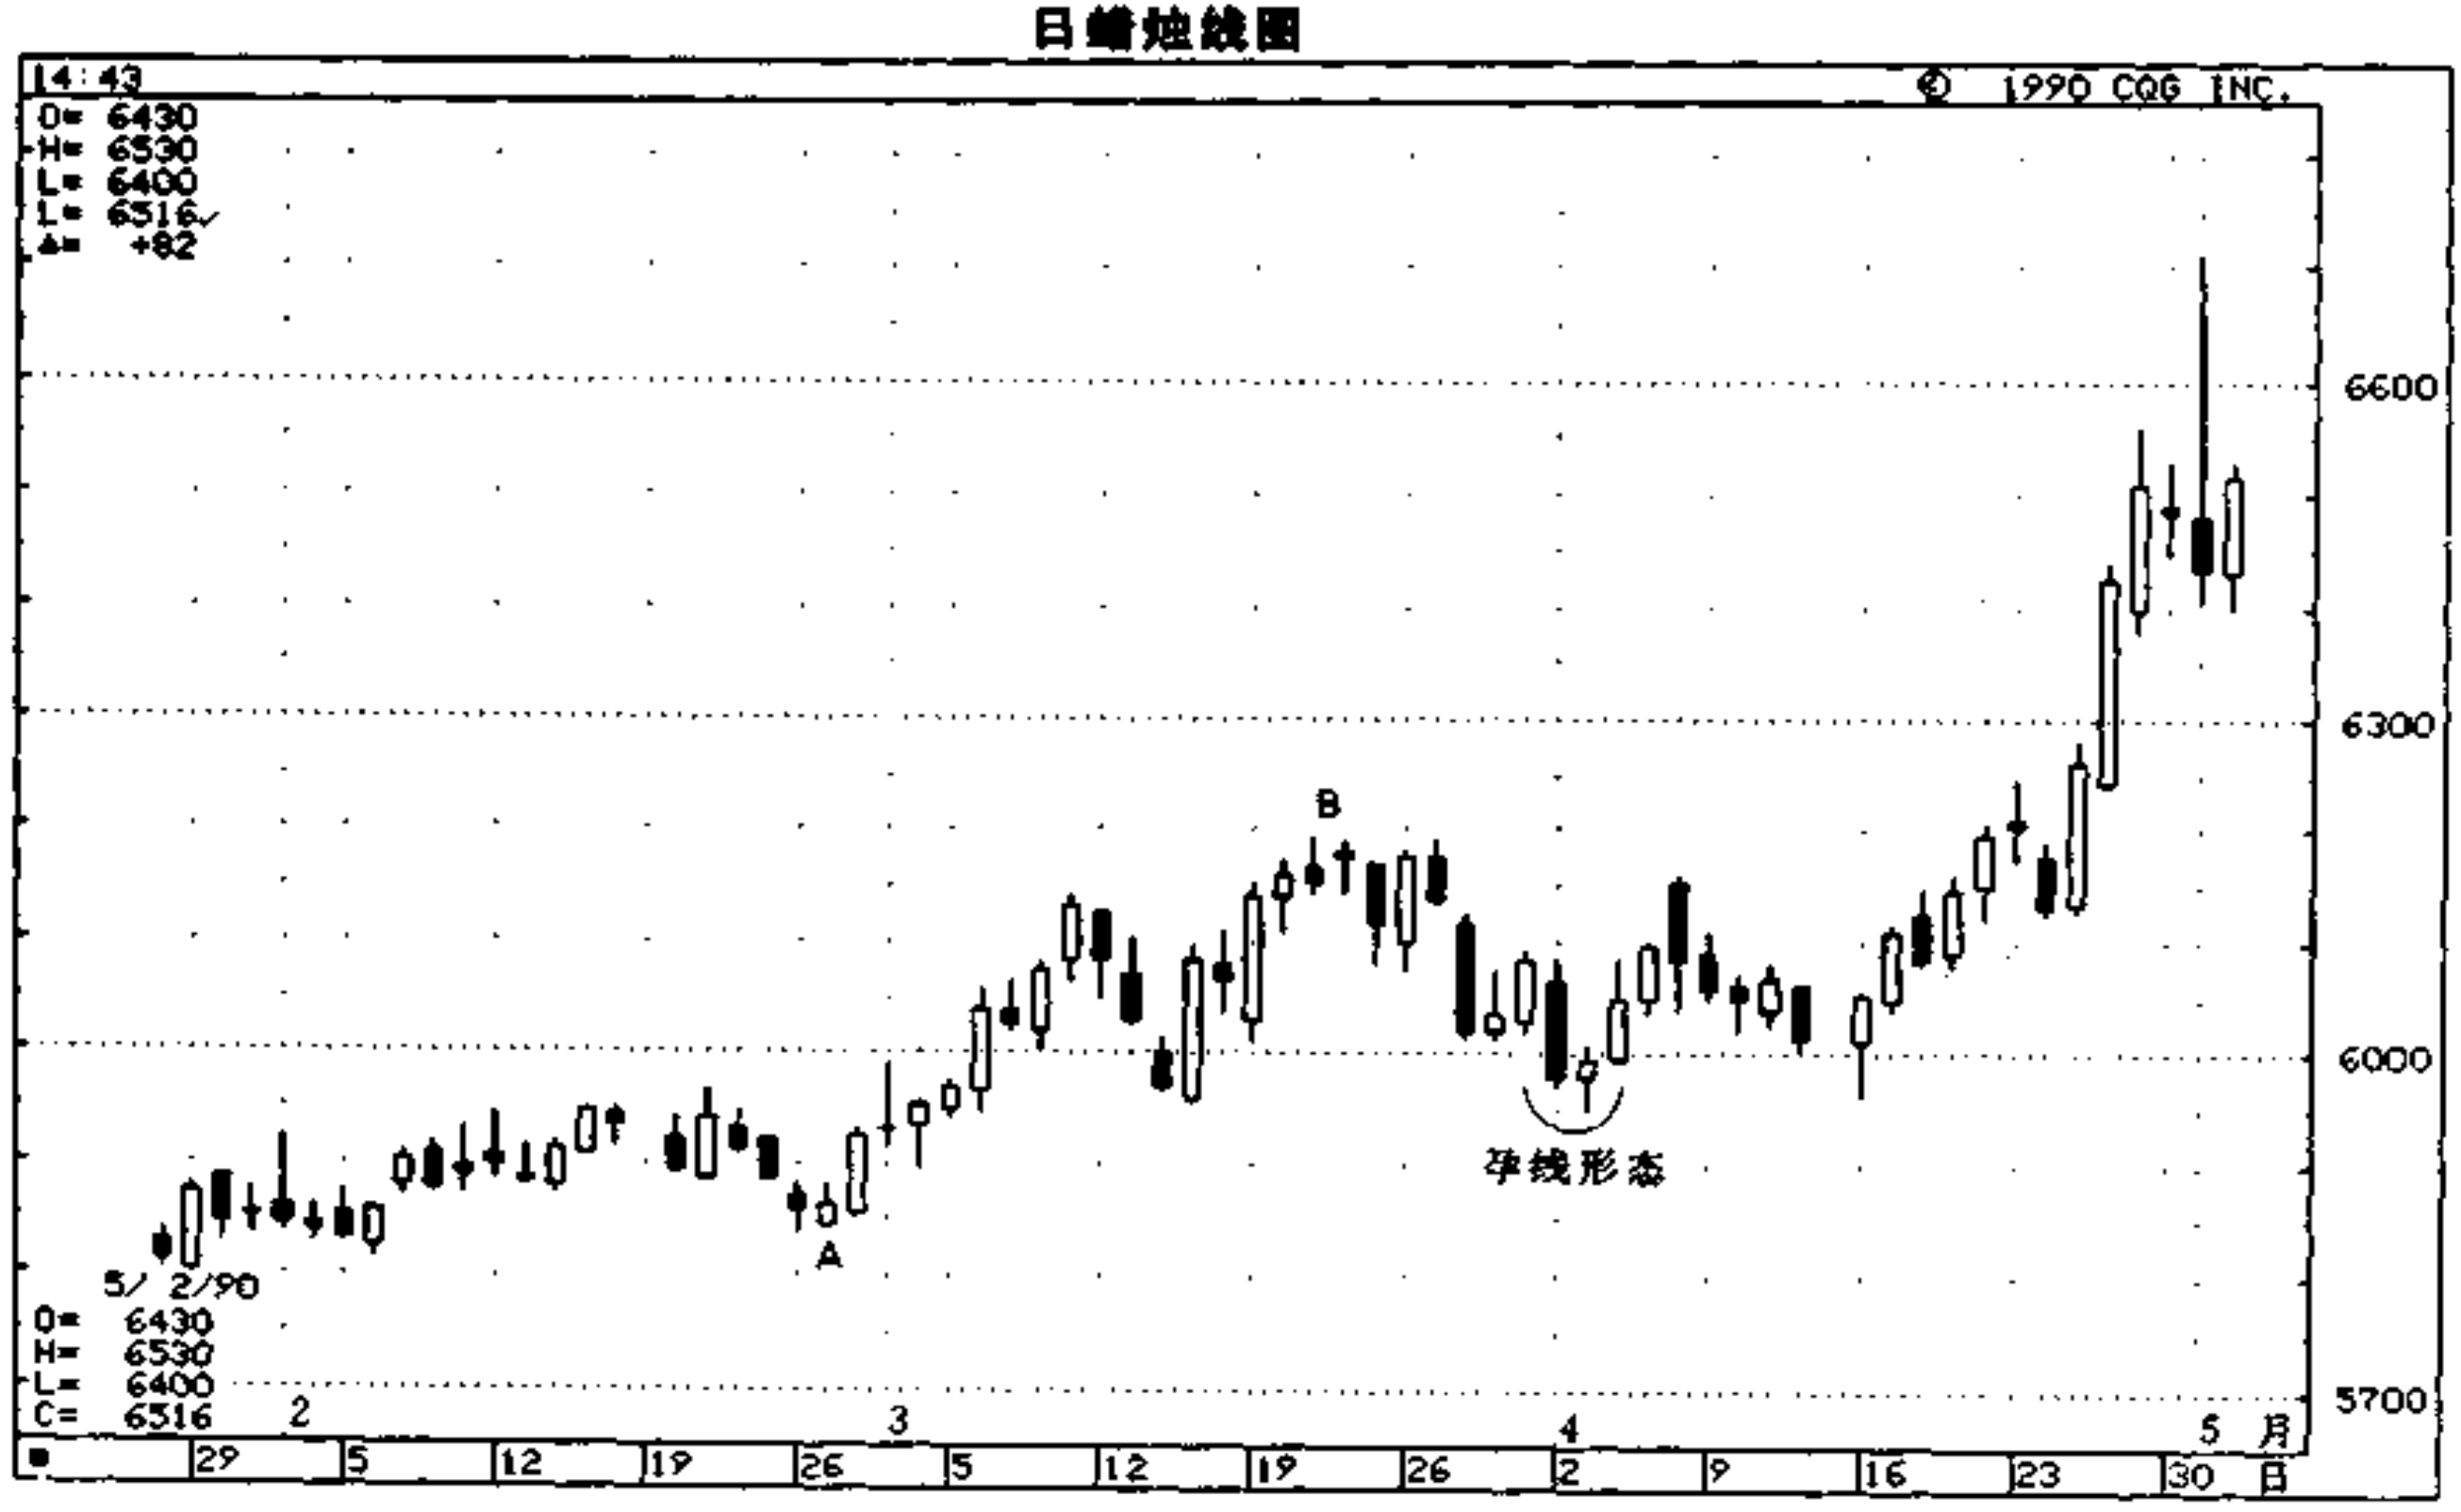 日蜡烛线图
14:43
© 1990 CQG INC.
O= 6430
H= 6530
L= 6400
L= 6516✓
▲= +82
6600
6300
B
6000
孕线形态
A
5/ 2/90
O= 6430
H= 6530
L= 6400
C= 6516
5700
2 3 4 5 月
29 5 12 19 26 5 12 19 26 2 9 16 23 30 日